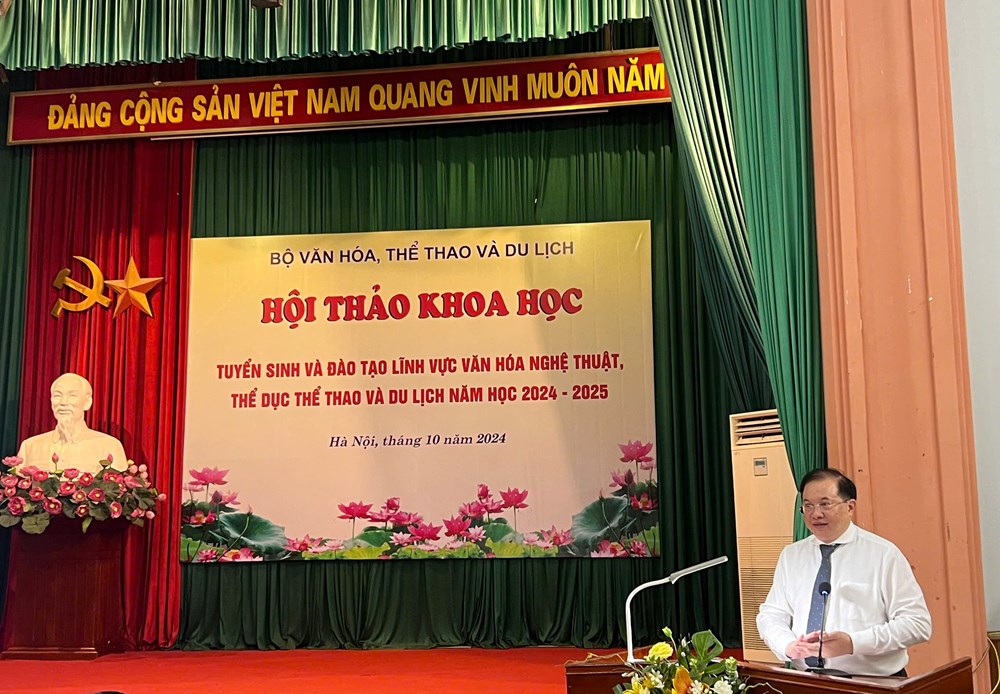 ĐẢNG CỘNG SẢN VIỆT NAM QUANG VINH MUÔN NĂM
BỘ VĂN HÓA, THỂ THAO VÀ DU LỊCH
HỘI THẢO KHOA HỌC
TUYỂN SINH VÀ ĐÀO TẠO LĨNH VỰC VĂN HÓA NGHỆ THUẬT,
THỂ DỤC THỂ THAO VÀ DU LỊCH NĂM HỌC 2024 - 2025
Hà Nội, tháng 10 năm 2024